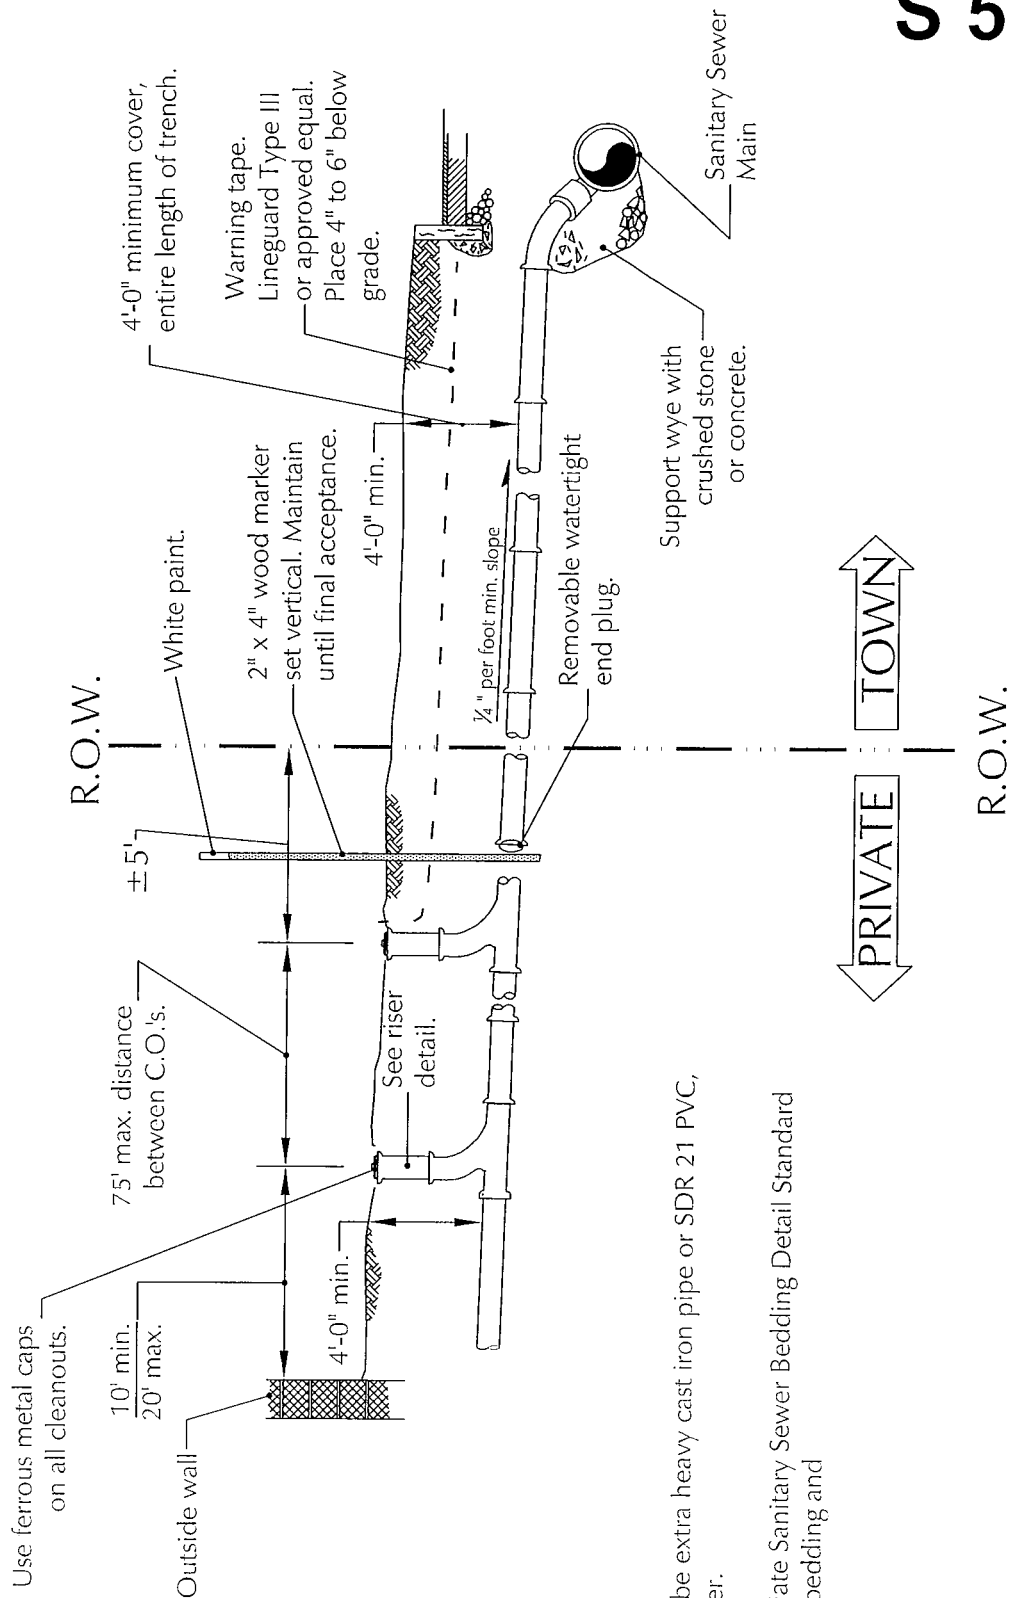 S 5
R.O.W.
White paint.
2" x 4" wood marker
set vertical. Maintain
until final acceptance.
4'-0" minimum cover,
entire length of trench.
Warning tape.
Lineguard Type III
or approved equal.
Place 4" to 6" below
grade.
Use ferrous metal caps
on all cleanouts.
10' min.
20' max.
75' max. distance
between C.O.'s.
±5'
Outside wall
4'-0" min.
See riser
detail.
4'-0" min.
¼" per foot min. slope
Removable watertight
end plug.
Support wye with
crushed stone
or concrete.
Sanitary Sewer
Main
be extra heavy cast iron pipe or SDR 21 PVC,
er.
ate Sanitary Sewer Bedding Detail Standard
bedding and
PRIVATE
TOWN
R.O.W.